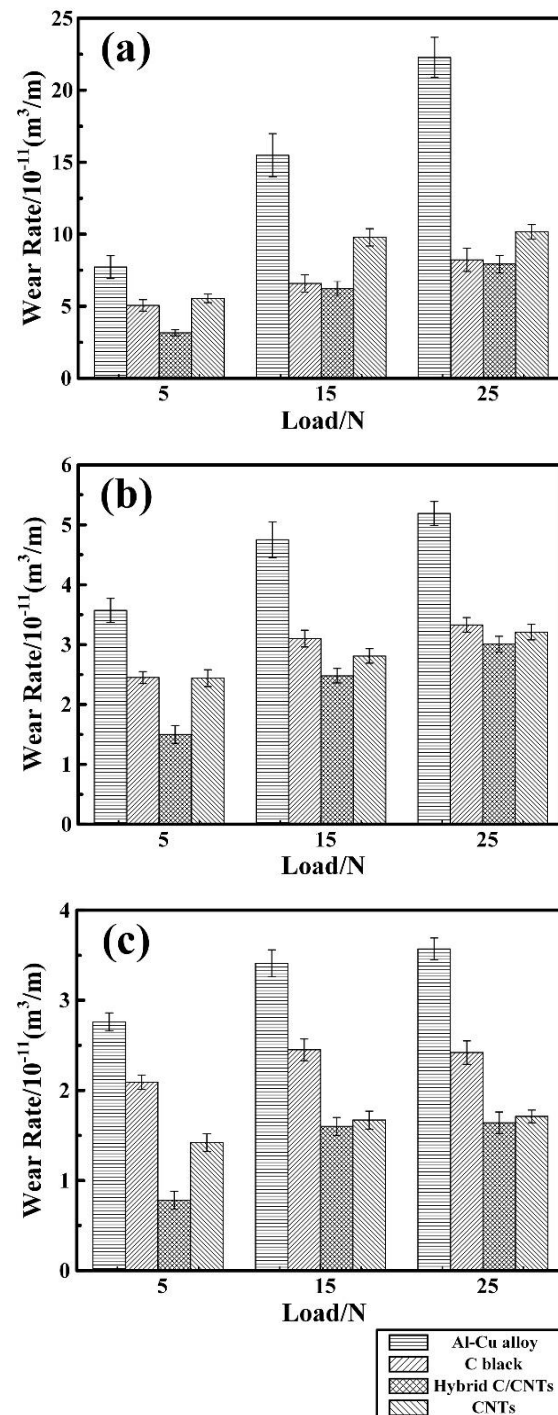 (a)
Wear Rate/10⁻¹¹(m³/m)
25
20
15
10
5
0
5 15 25
Load/N
(b)
Wear Rate/10⁻¹¹(m³/m)
6
5
4
3
2
1
0
5 15 25
Load/N
(c)
Wear Rate/10⁻¹¹(m³/m)
4
3
2
1
0
5 15 25
Load/N
Al-Cu alloy
C black
Hybrid C/CNTs
CNTs